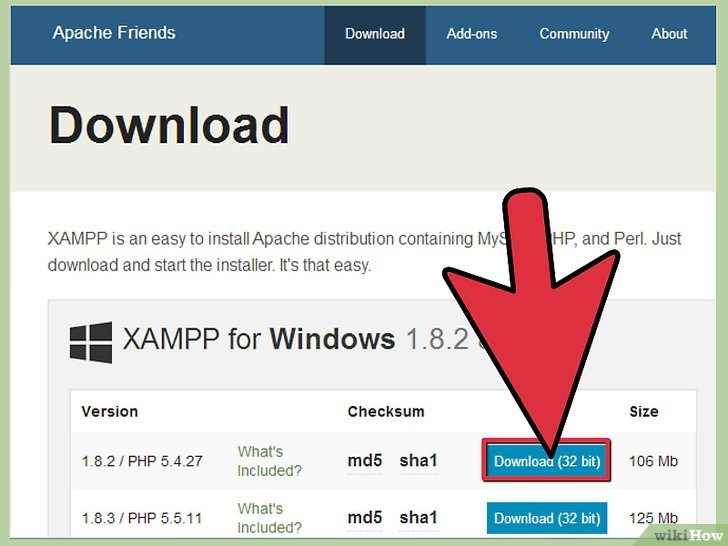 Apache Friends Download Add-ons Community About
Download
XAMPP is an easy to install Apache distribution containing HP, and Perl. Just
download and start the installer. It's that easy.
XAMPP for Windows 1.8.2
Version Checksum Size
1.8.2 / PHP 5.4.27 What's Included? md5 sha1 Download (32 bit) 106 Mb
1.8.3 / PHP 5.5.11 What's Included? md5 sha1 Download (32 bit) 125 Mb
wikiHow